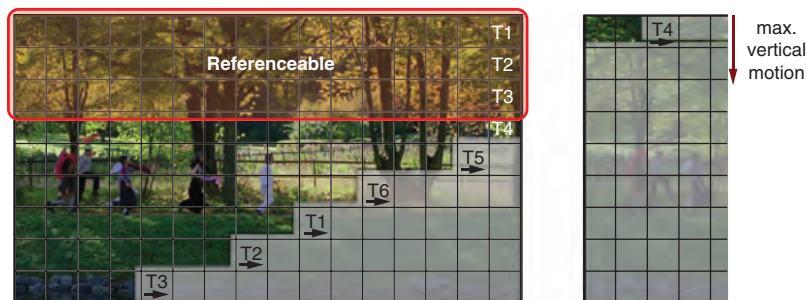 T1
Referenceable
T2
T3
T4
T5
T6
T1
T2
T3
T4
max.
vertical
motion